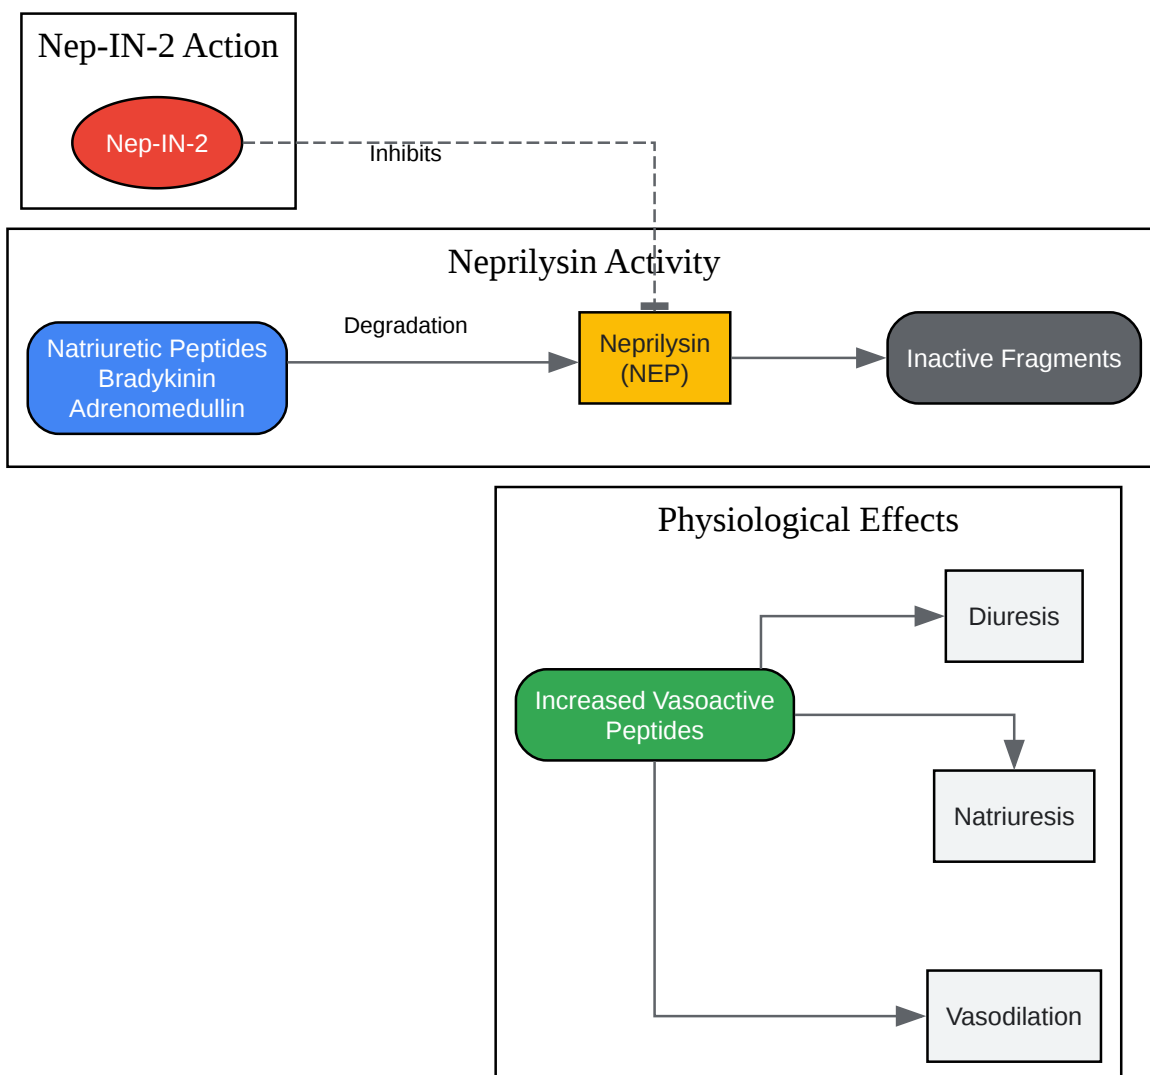 Nep-IN-2 Action
Nep-IN-2
Inhibits
Neprilysin Activity
Natriuretic Peptides
Bradykinin
Adrenomedullin
Degradation
Neprilysin
(NEP)
Inactive Fragments
Physiological Effects
Increased Vasoactive
Peptides
Diuresis
Natriuresis
Vasodilation